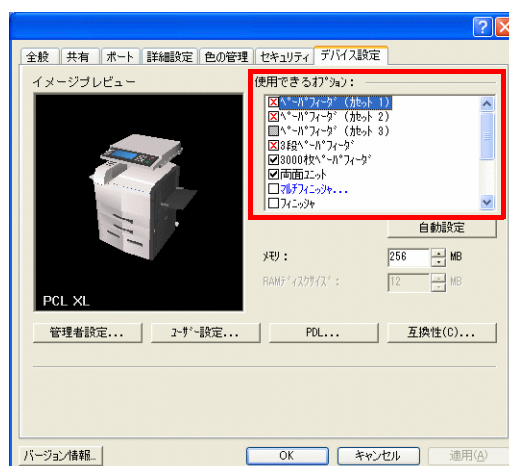 全般 共有 ポート 詳細設定 色の管理 セキュリティ デバイス設定
イメージプレビュー
使用できるｵﾌﾟｼｮﾝ：
ﾍﾟｰﾊﾟﾌｨｰﾀﾞ (ｶｾｯﾄ 1)
ﾍﾟｰﾊﾟﾌｨｰﾀﾞ (ｶｾｯﾄ 2)
ﾍﾟｰﾊﾟﾌｨｰﾀﾞ (ｶｾｯﾄ 3)
3段ﾍﾟｰﾊﾟﾌｨｰﾀﾞ
3000枚ﾍﾟｰﾊﾟﾌｨｰﾀﾞ
両面ﾕﾆｯﾄ
ﾏﾙﾁﾌｨﾆｯｼｬ...
ﾌｨﾆｯｼｬ
自動設定
ﾒﾓﾘ： 256 MB
RAMﾃﾞｨｽｸｻｲｽﾞ： 12 MB
PCL XL
管理者設定... ﾕｰｻﾞｰ設定... PDL... 互換性(C)...
バージョン情報... OK キャンセル 適用(A)